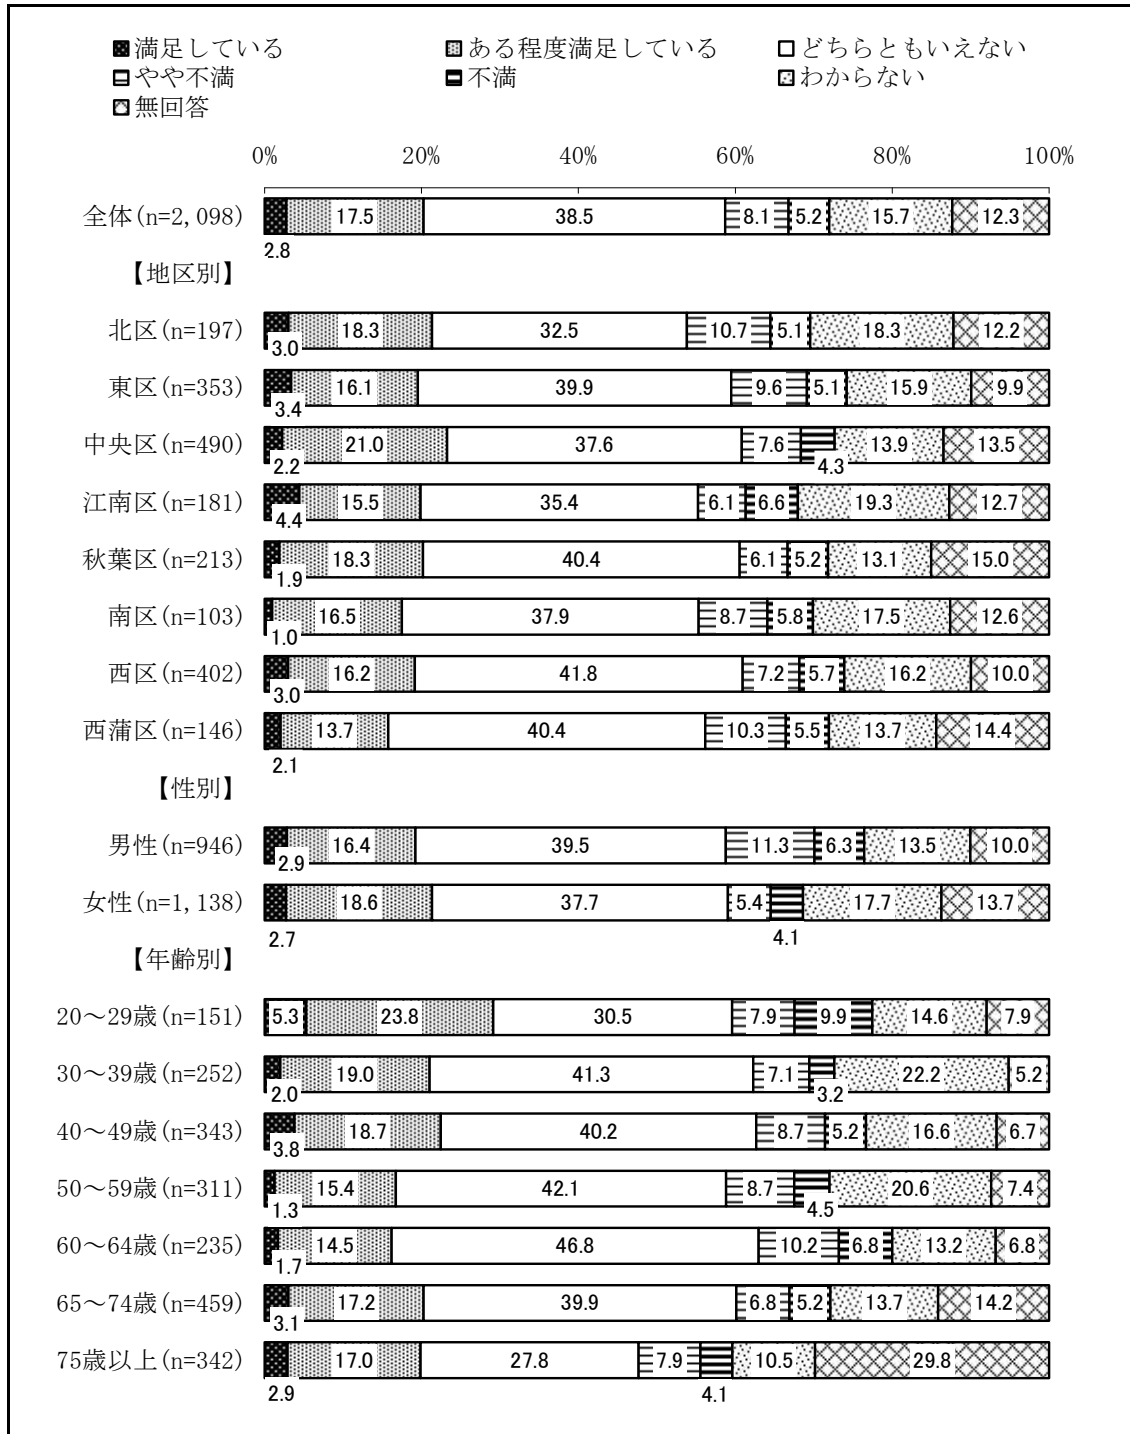 満足している ある程度満足している どちらともいえない
やや不満 不満 わからない
無回答
0% 20% 40% 60% 80% 100%
全体(n=2,098) 17.5 38.5 8.1 5.2 15.7 12.3
2.8
【地区別】
北区(n=197) 3.0 18.3 32.5 10.7 5.1 18.3 12.2
東区(n=353) 3.4 16.1 39.9 9.6 5.1 15.9 9.9
中央区(n=490) 2.2 21.0 37.6 7.6 4.3 13.9 13.5
江南区(n=181) 4.4 15.5 35.4 6.1 6.6 19.3 12.7
秋葉区(n=213) 1.9 18.3 40.4 6.1 5.2 13.1 15.0
南区(n=103) 1.0 16.5 37.9 8.7 5.8 17.5 12.6
西区(n=402) 3.0 16.2 41.8 7.2 5.7 16.2 10.0
西蒲区(n=146) 13.7 40.4 10.3 5.5 13.7 14.4
2.1
【性別】
男性(n=946) 2.9 16.4 39.5 11.3 6.3 13.5 10.0
女性(n=1,138) 18.6 37.7 5.4 17.7 13.7
2.7 4.1
【年齢別】
20～29歳(n=151) 5.3 23.8 30.5 7.9 9.9 14.6 7.9
30～39歳(n=252) 2.0 19.0 41.3 7.1 3.2 22.2 5.2
40～49歳(n=343) 3.8 18.7 40.2 8.7 5.2 16.6 6.7
50～59歳(n=311) 1.3 15.4 42.1 8.7 4.5 20.6 7.4
60～64歳(n=235) 1.7 14.5 46.8 10.2 6.8 13.2 6.8
65～74歳(n=459) 3.1 17.2 39.9 6.8 5.2 13.7 14.2
75歳以上(n=342) 17.0 27.8 7.9 10.5 29.8
2.9 4.1